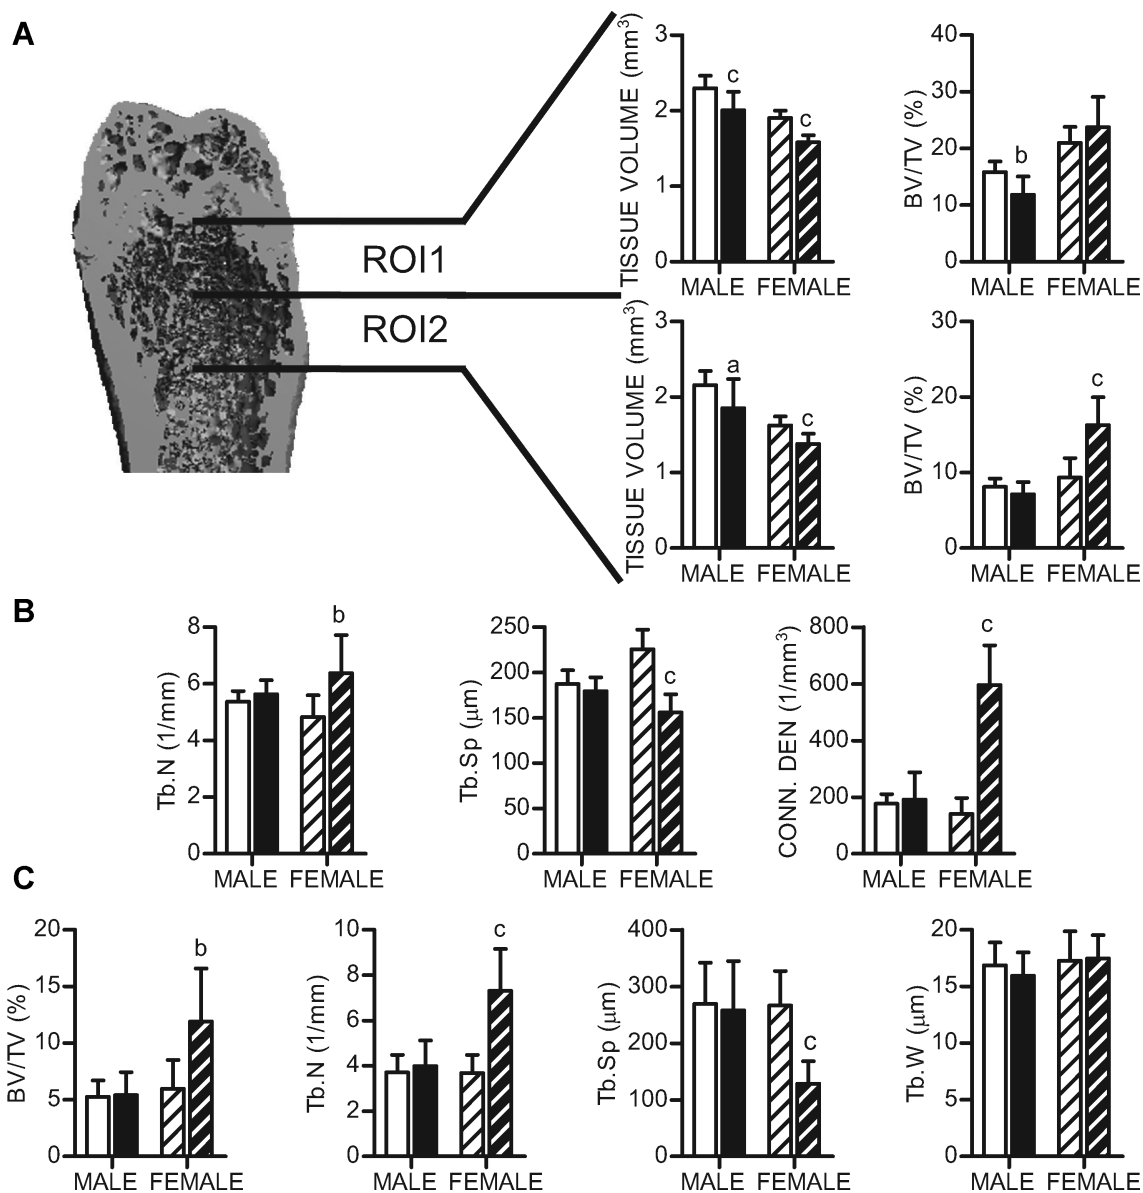 A
ROI1
ROI2
TISSUE VOLUME (mm³)
3
2
1
0
c
c
MALE FEMALE
BV/TV (%)
40
30
20
10
0
b
MALE FEMALE
TISSUE VOLUME (mm³)
3
2
1
0
a
c
MALE FEMALE
BV/TV (%)
30
20
10
0
c
MALE FEMALE
B
Tb.N (1/mm)
8
6
4
2
0
b
MALE FEMALE
Tb.Sp (μm)
250
200
150
100
50
0
c
MALE FEMALE
CONN. DEN (1/mm³)
800
600
400
200
0
c
MALE FEMALE
C
BV/TV (%)
20
15
10
5
0
b
MALE FEMALE
Tb.N (1/mm)
10
8
6
4
2
0
c
MALE FEMALE
Tb.Sp (μm)
400
300
200
100
0
c
MALE FEMALE
Tb.W (μm)
20
15
10
5
0
MALE FEMALE